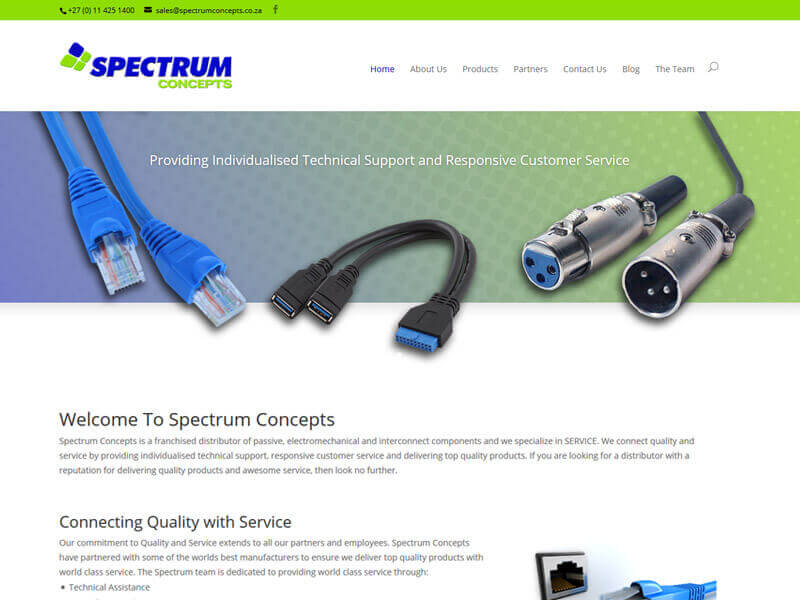 +27 (0) 11 425 1400 sales@spectrumconcepts.co.za
SPECTRUM
CONCEPTS
Home About Us Products Partners Contact Us Blog The Team
Providing Individualised Technical Support and Responsive Customer Service
Welcome To Spectrum Concepts
Spectrum Concepts is a franchised distributor of passive, electromechanical and interconnect components and we specialize in SERVICE. We connect quality and
service by providing individualised technical support, responsive customer service and delivering top quality products. If you are looking for a distributor with a
reputation for delivering quality products and awesome service, then look no further.
Connecting Quality with Service
Our commitment to Quality and Service extends to all our partners and employees. Spectrum Concepts
have partnered with some of the worlds best manufacturers to ensure we deliver top quality products with
world class service. The Spectrum team is dedicated to providing world class service through:
• Technical Assistance